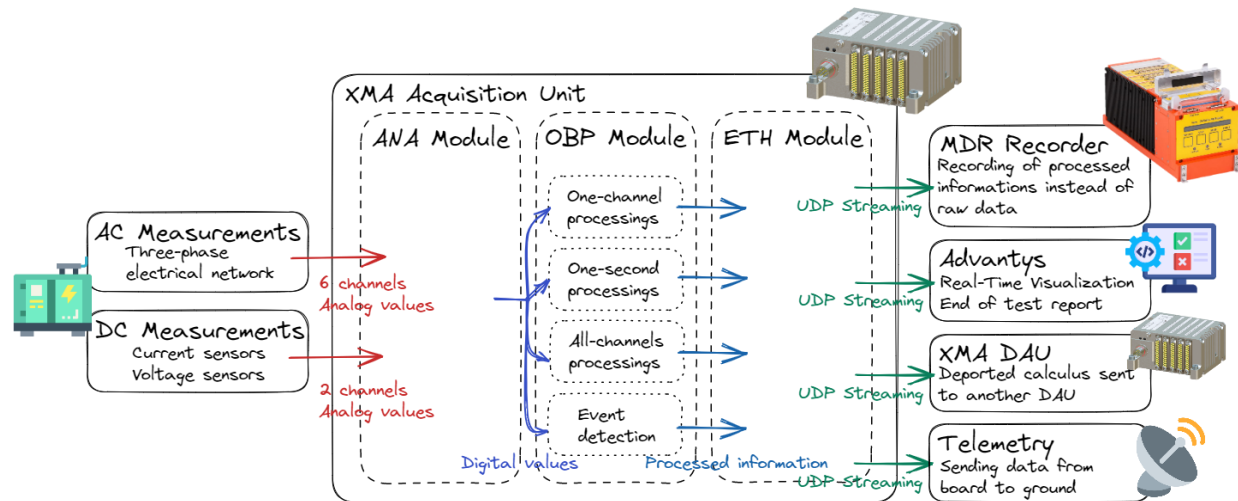 XMA Acquisition Unit
ANA Module
OBP Module
ETH Module
AC Measurements
Three-phase
electrical network
DC Measurements
Current sensors
Voltage sensors
6 channels
Analog values
2 channels
Analog values
One-channel
processings
One-second
processings
All-channels
processings
Event
detection
Digital values
Processed information
UDP Streaming
UDP Streaming
UDP Streaming
UDP Streaming
MDR Recorder
Recording of processed
informations instead of
raw data
Advantys
Real-Time Visualization
End of test report
XMA DAU
Deported calculus sent
to another DAU
Telemetry
Sending data from
board to ground